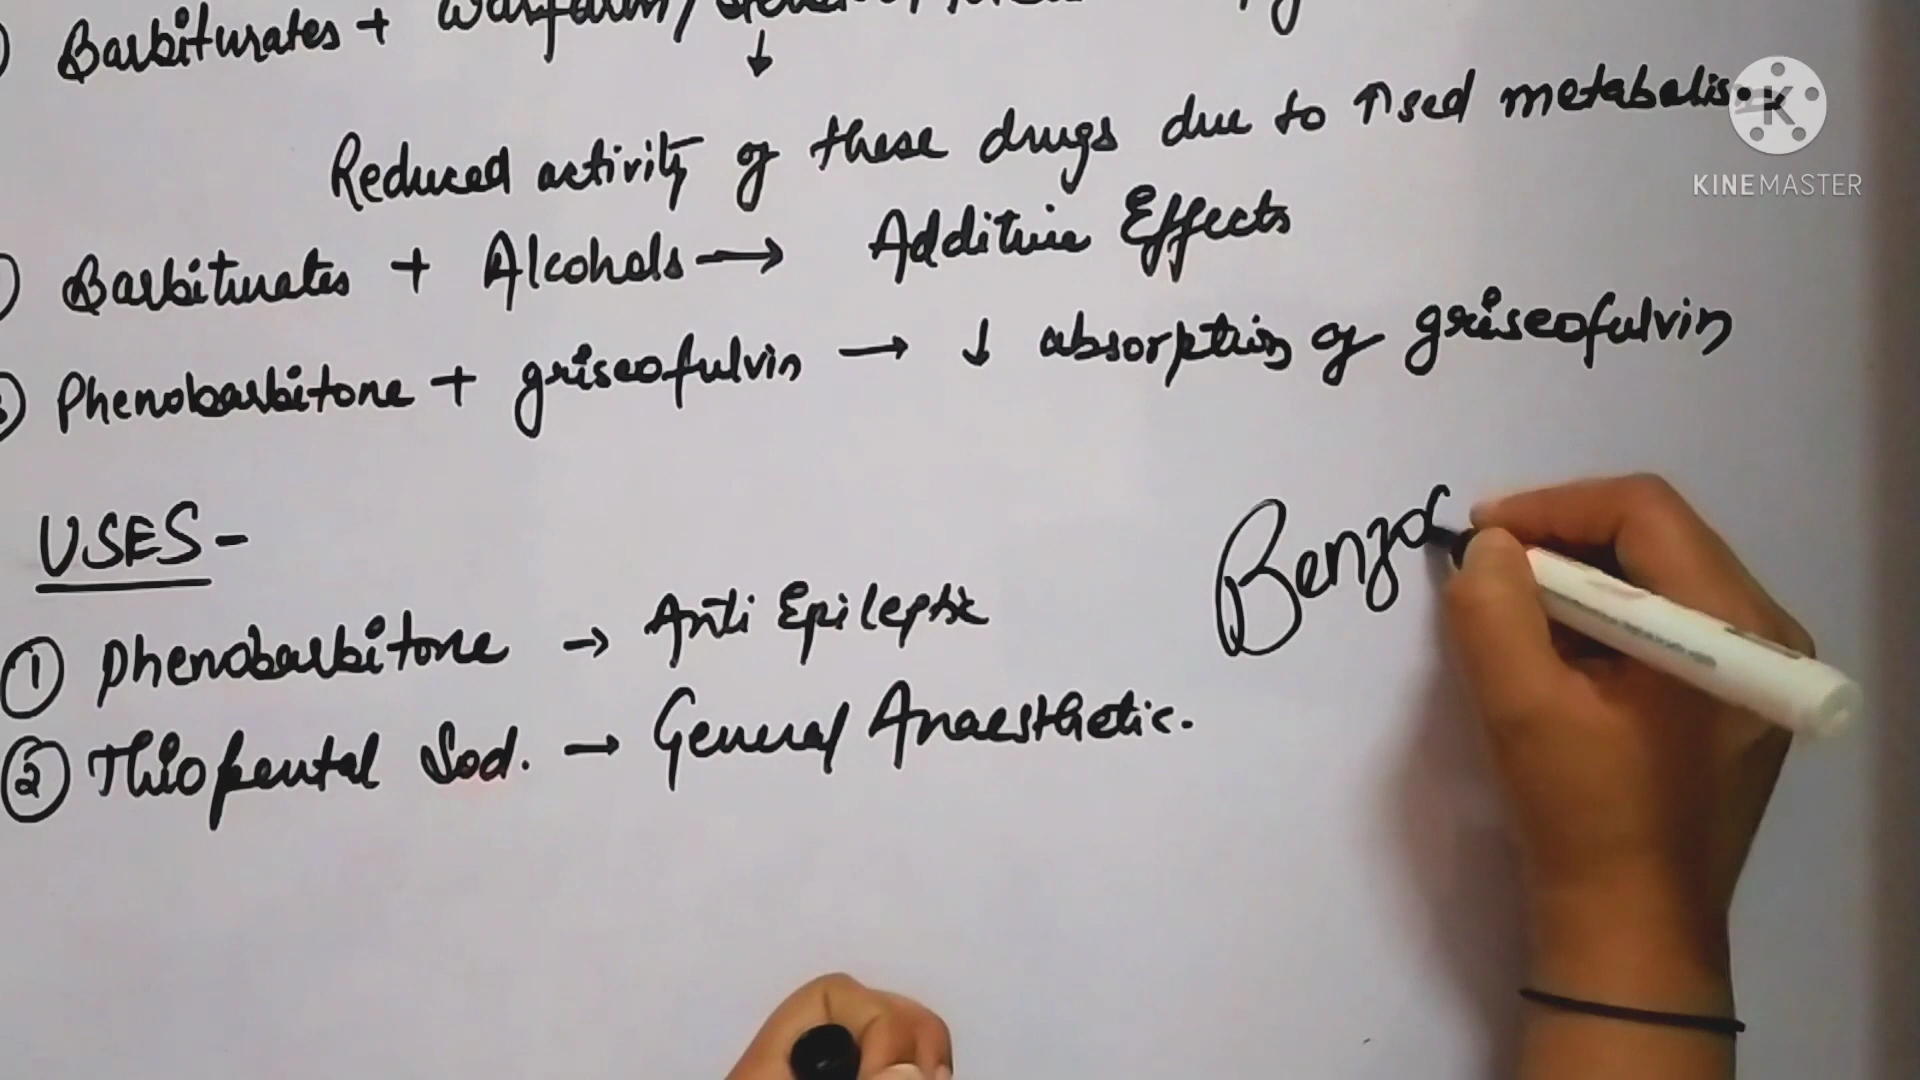 Barbiturates +
↓
Reduced activity of these drugs due to ↑sed metabolis
K
KINEMASTER
Barbiturates + Alcohols → Additive Effects
Phenobarbitone + griseofulvin → ↓ absorption of griseofulvin
USES -
Benzo
① Phenobarbitone → Anti Epileptic
② Thiopental Sod. → General Anaesthetic.